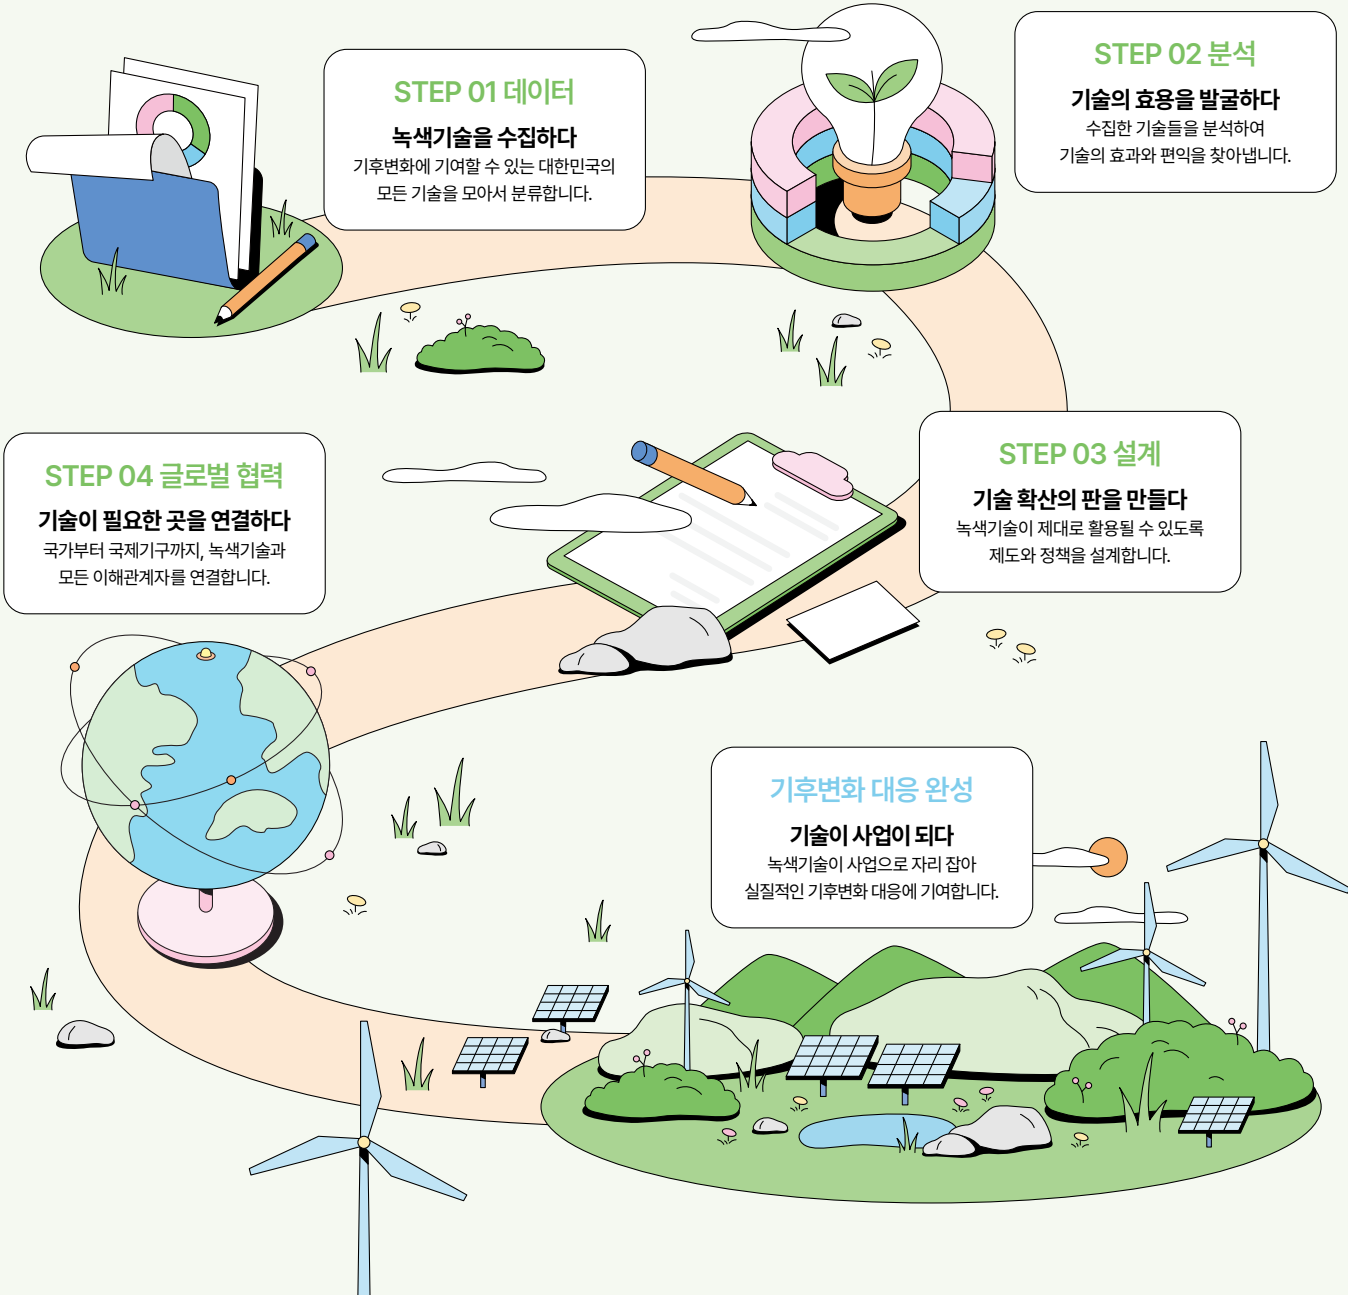 STEP 01 데이터
녹색기술을 수집하다
기후변화에 기여할 수 있는 대한민국의
모든 기술을 모아서 분류합니다.
STEP 02 분석
기술의 효용을 발굴하다
수집한 기술들을 분석하여
기술의 효과와 편익을 찾아냅니다.
STEP 03 설계
기술 확산의 판을 만들다
녹색기술이 제대로 활용될 수 있도록
제도와 정책을 설계합니다.
STEP 04 글로벌 협력
기술이 필요한 곳을 연결하다
국가부터 국제기구까지, 녹색기술과
모든 이해관계자를 연결합니다.
기후변화 대응 완성
기술이 사업이 되다
녹색기술이 사업으로 자리 잡아
실질적인 기후변화 대응에 기여합니다.